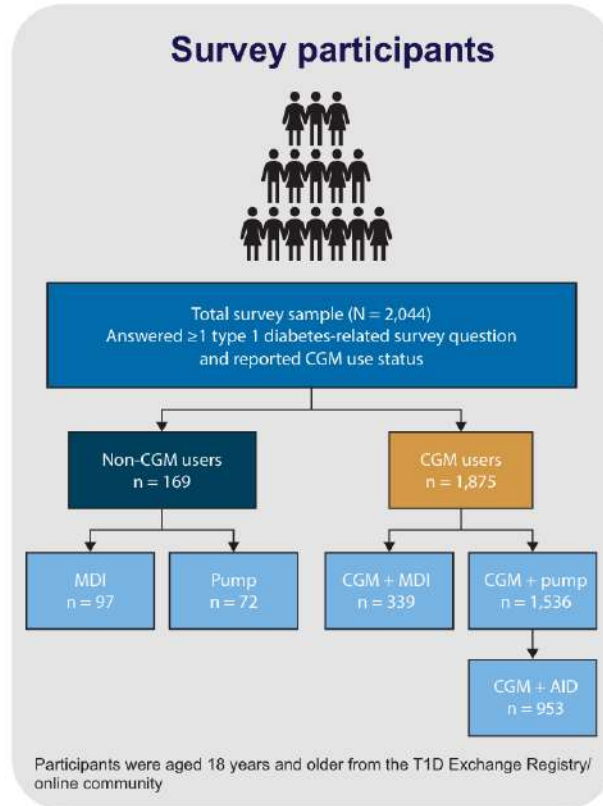 Survey participants
Total survey sample (N = 2,044)
Answered ≥1 type 1 diabetes-related survey question
and reported CGM use status
Non-CGM users
n = 169
CGM users
n = 1,875
MDI
n = 97
Pump
n = 72
CGM + MDI
n = 339
CGM + pump
n = 1,536
CGM + AID
n = 953
Participants were aged 18 years and older from the T1D Exchange Registry/
online community